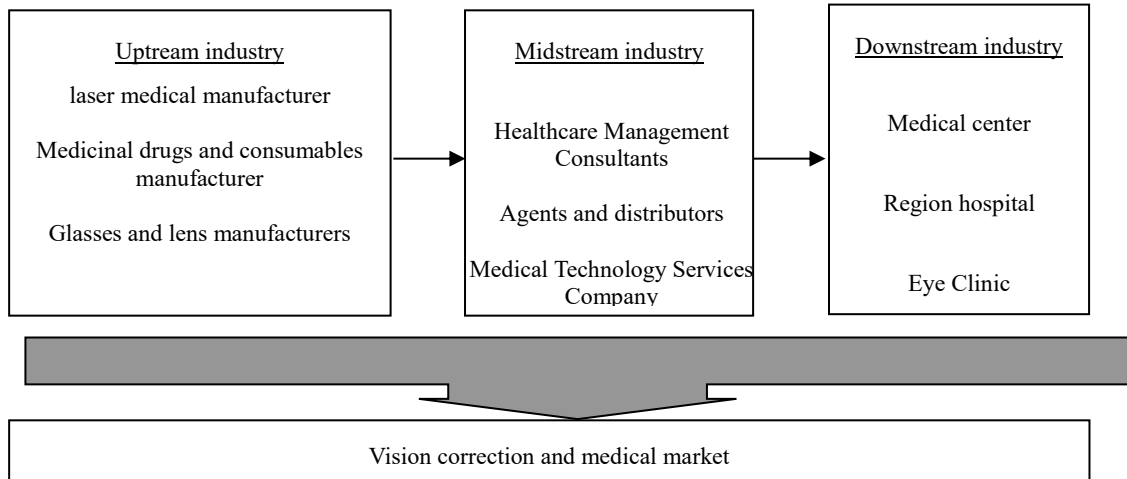 Uptream industry
laser medical manufacturer
Medicinal drugs and consumables
manufacturer
Glasses and lens manufacturers
Midstream industry
Healthcare Management
Consultants
Agents and distributors
Medical Technology Services
Company
Downstream industry
Medical center
Region hospital
Eye Clinic
Vision correction and medical market